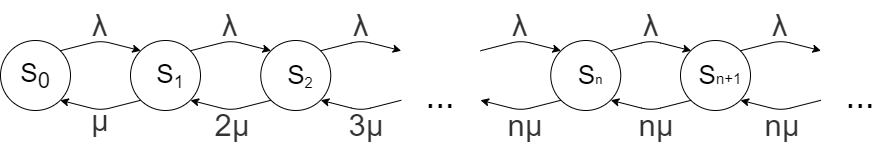 λ λ λ λ λ λ
S0 S1 S2 ... Sn Sn+1 ...
μ 2μ 3μ nμ nμ nμ